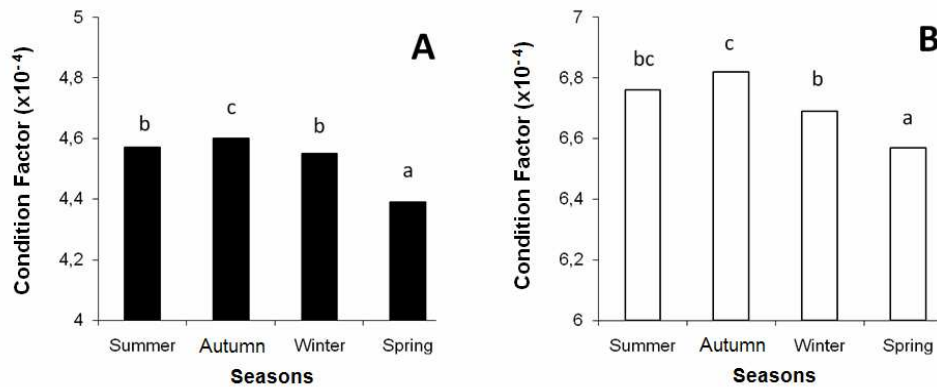 A
Condition Factor (x10-4)
5
4,8
4,6
4,4
4,2
4
b
c
b
a
Summer
Autumn
Winter
Spring
Seasons
B
Condition Factor (x10-4)
7
6,8
6,6
6,4
6,2
6
bc
c
b
a
Summer
Autumn
Winter
Spring
Seasons